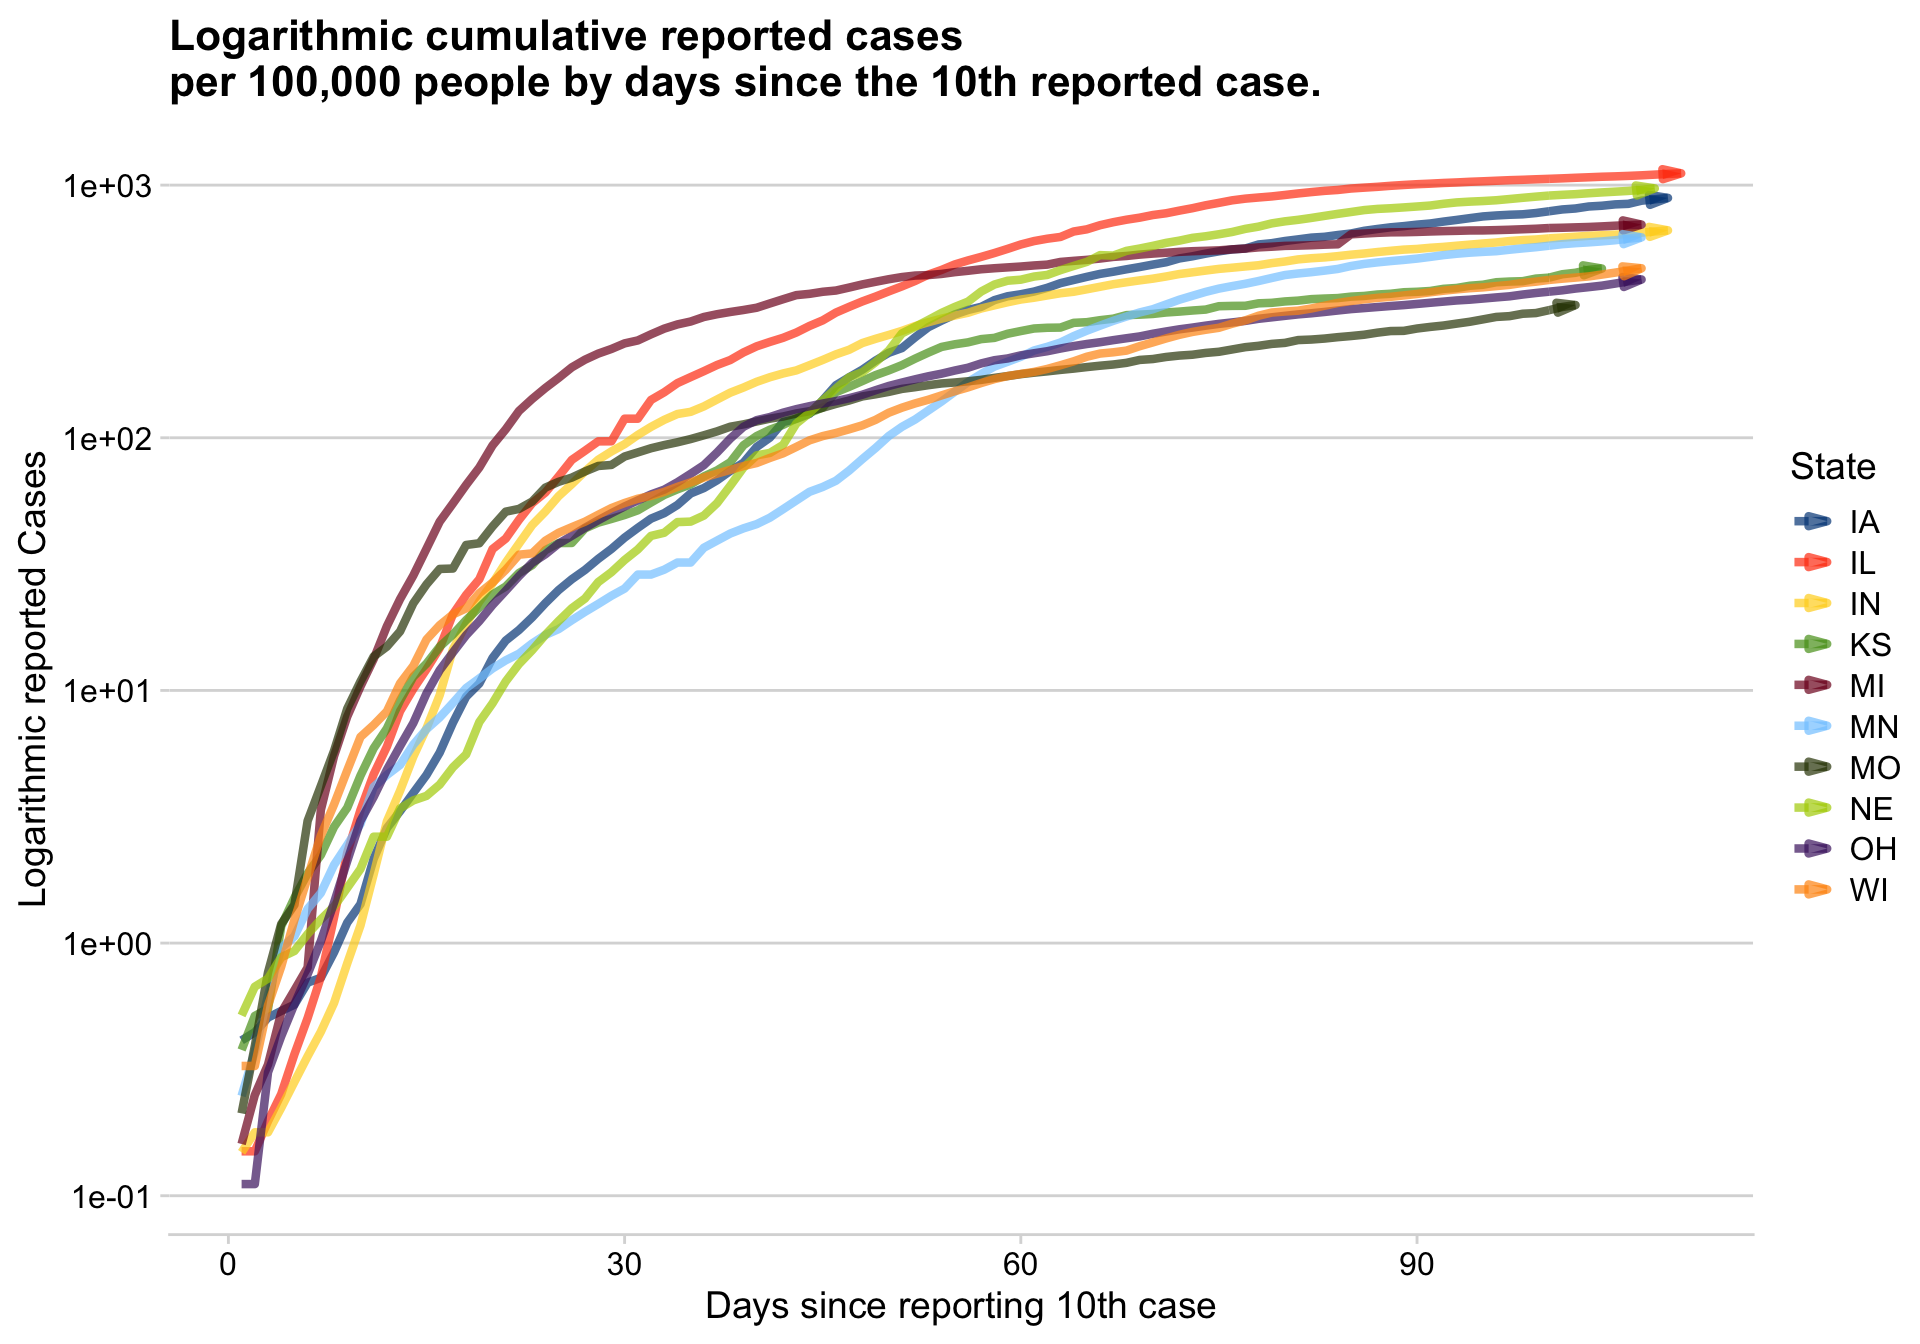 Logarithmic cumulative reported cases
per 100,000 people by days since the 10th reported case.
Logarithmic reported Cases
1e+03
1e+02
1e+01
1e+00
1e-01
0
30
60
90
Days since reporting 10th case
State
IA
IL
IN
KS
MI
MN
MO
NE
OH
WI